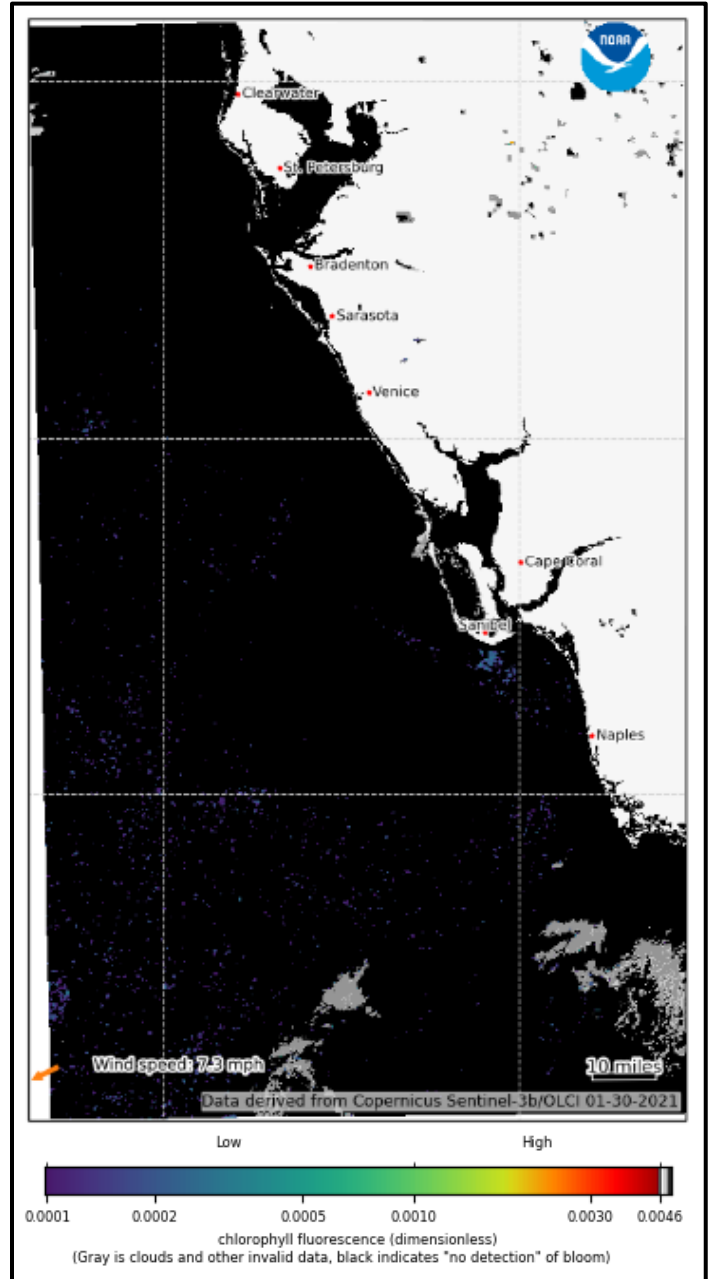 NOAA
Clearwater
St. Petersburg
Bradenton
Sarasota
Venice
Cape Coral
Sanibel
Naples
Wind speed: 7.3 mph
10 miles
Data derived from Copernicus Sentinel-3b/OLCI 01-30-2021
Low High
0.0001 0.0002 0.0005 0.0010 0.0030 0.0046
chlorophyll fluorescence (dimensionless)
(Gray is clouds and other invalid data, black indicates "no detection" of bloom)